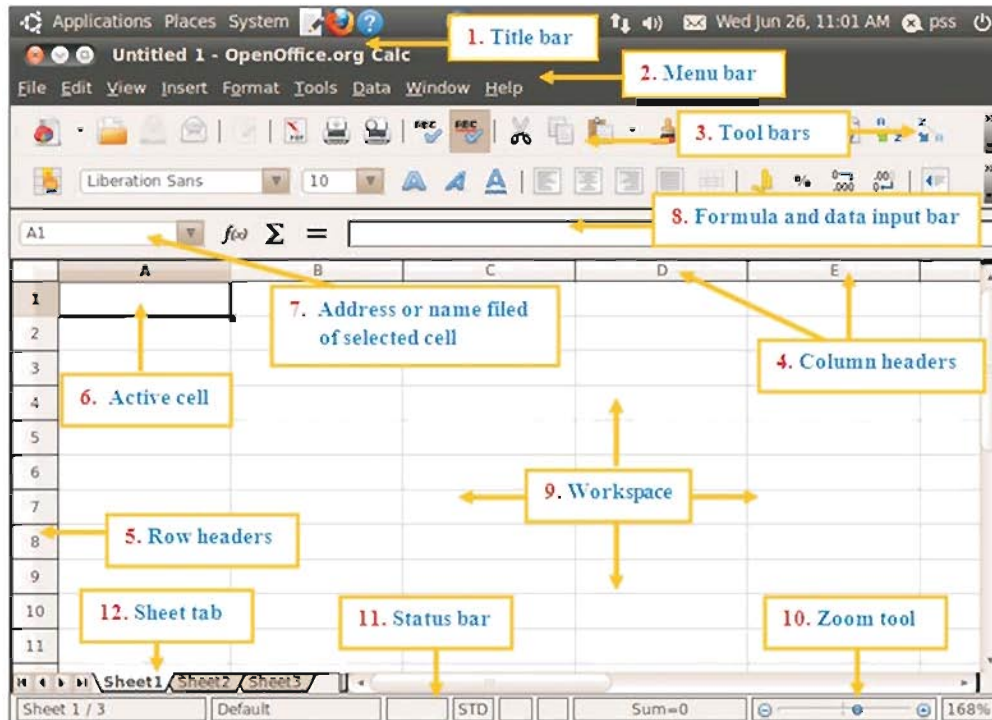 Applications Places System
Wed Jun 26, 11:01 AM pss
1. Title bar
Untitled 1 - OpenOffice.org Calc
2. Menu bar
File Edit View Insert Format Tools Data Window Help
3. Tool bars
Liberation Sans 10
8. Formula and data input bar
A1 f(x) Σ =
A B C D E
1
7. Address or name filed
of selected cell
2
3
4. Column headers
6. Active cell
4
5
6
9. Workspace
7
5. Row headers
8
9
10
12. Sheet tab
11. Status bar
10. Zoom tool
11
Sheet1 Sheet2 Sheet3
Sheet 1 / 3 Default STD Sum=0 168%